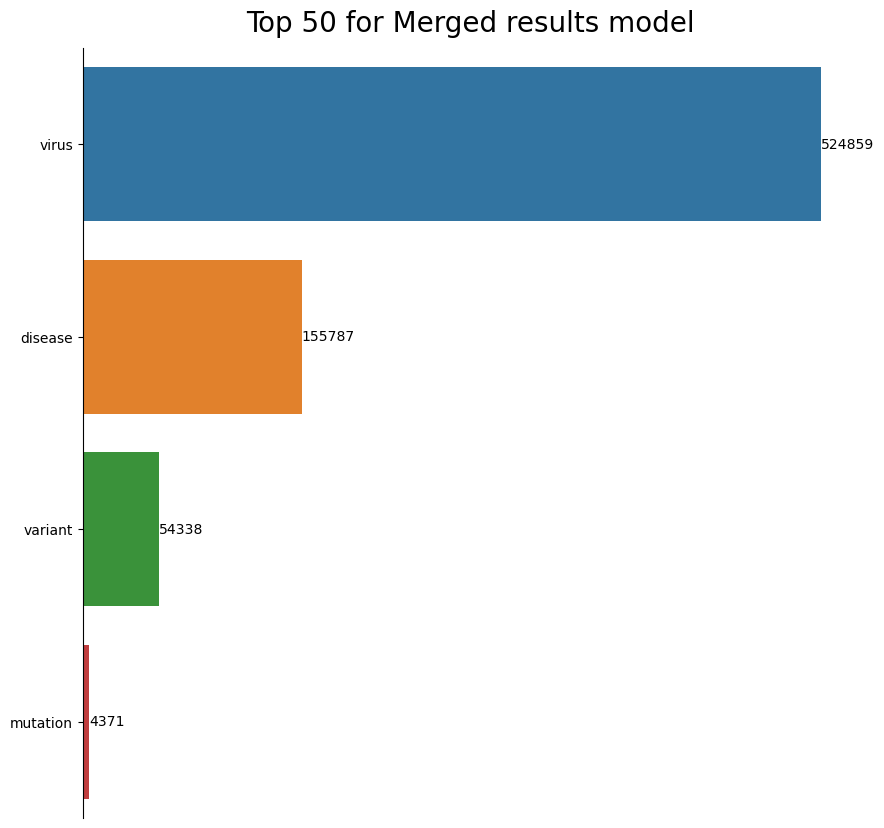 Top 50 for Merged results model
virus
524859
disease
155787
variant
54338
mutation
4371